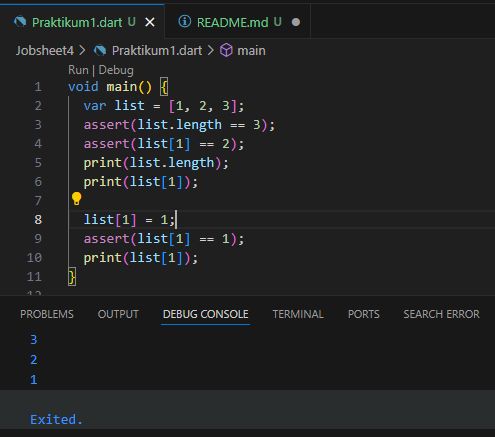 Praktikum1.dart U × README.md U ●
Jobsheet4 > Praktikum1.dart > main
Run | Debug
1 void main() {
2   var list = [1, 2, 3];
3   assert(list.length == 3);
4   assert(list[1] == 2);
5   print(list.length);
6   print(list[1]);
7
8   list[1] = 1;
9   assert(list[1] == 1);
10   print(list[1]);
11 }
12
PROBLEMS OUTPUT DEBUG CONSOLE TERMINAL PORTS SEARCH ERROR
3
2
1
Exited.